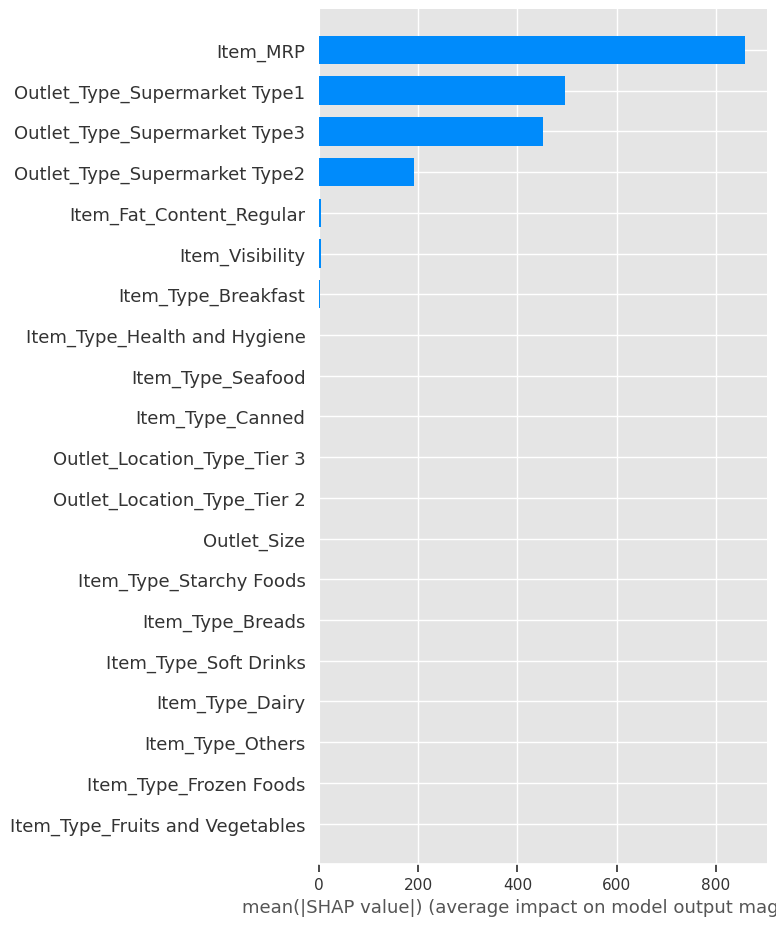 Item_MRP
Outlet_Type_Supermarket Type1
Outlet_Type_Supermarket Type3
Outlet_Type_Supermarket Type2
Item_Fat_Content_Regular
Item_Visibility
Item_Type_Breakfast
Item_Type_Health and Hygiene
Item_Type_Seafood
Item_Type_Canned
Outlet_Location_Type_Tier 3
Outlet_Location_Type_Tier 2
Outlet_Size
Item_Type_Starchy Foods
Item_Type_Breads
Item_Type_Soft Drinks
Item_Type_Dairy
Item_Type_Others
Item_Type_Frozen Foods
Item_Type_Fruits and Vegetables
0 200 400 600 800
mean(|SHAP value|) (average impact on model output mag